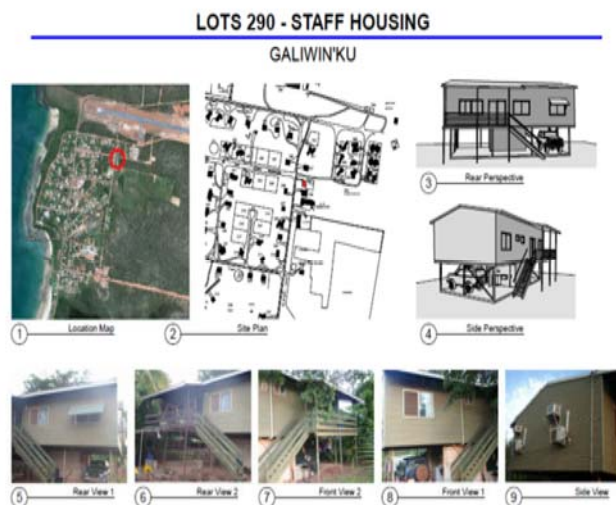 LOTS 290 - STAFF HOUSING
GALIWIN'KU
1 Location Map
2 Site Plan
3 Rear Perspective
4 Side Perspective
5 Rear View 1
6 Rear View 2
7 Front View 2
8 Front View 1
9 Side View